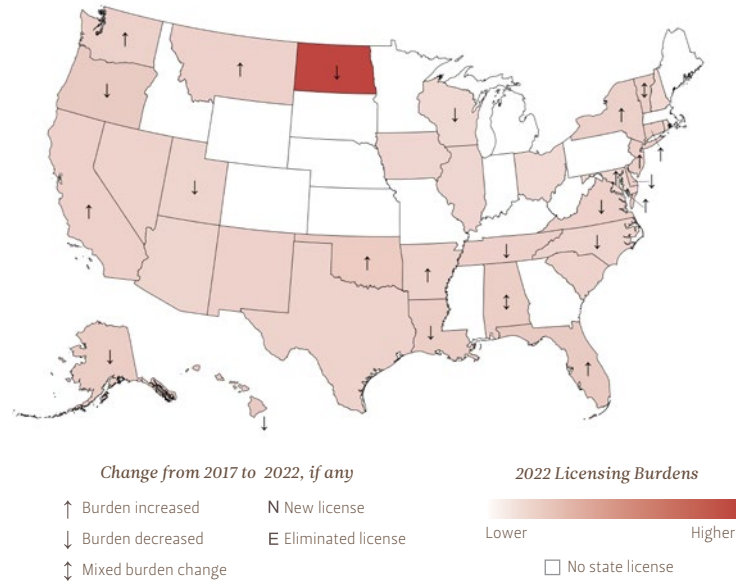 Change from 2017 to 2022, if any
↑ Burden increased
↓ Burden decreased
↕ Mixed burden change
N New license
E Eliminated license
2022 Licensing Burdens
Lower
Higher
No state license